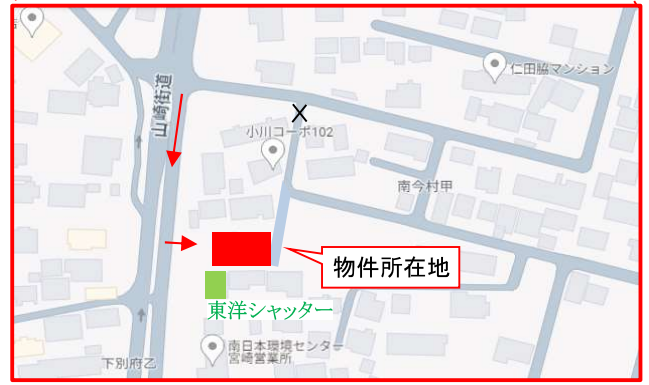 仁田脇マンション
山崎街道
X
小川コーポ102
南今村甲
物件所在地
東洋シャッター
南日本環境センター
宮崎営業所
下別府乙